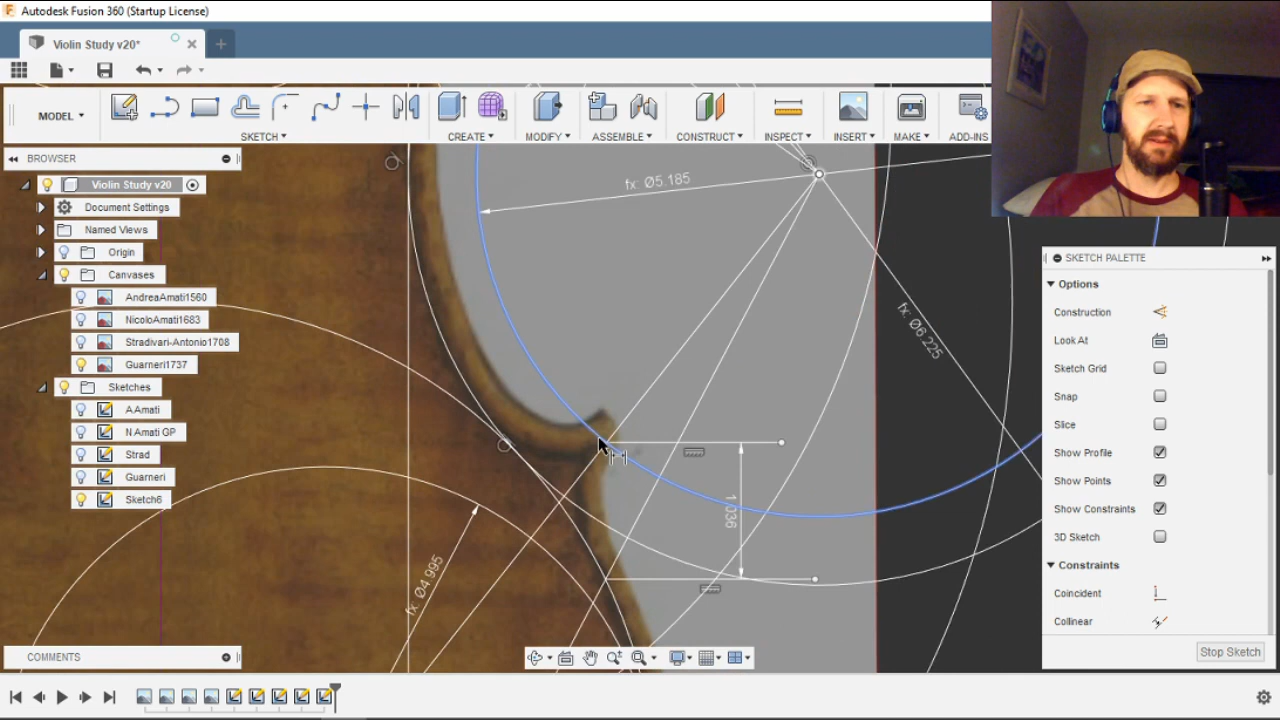 Autodesk Fusion 360 (Startup License)
Violin Study v20*
MODEL
SKETCH
CREATE
MODIFY
ASSEMBLE
CONSTRUCT
INSPECT
INSERT
MAKE
ADD-INS
BROWSER
Violin Study v20
Document Settings
Named Views
Origin
Canvases
AndreaAmati1560
NicoloAmati1683
Stradivari-Antonio1708
Guarneri1737
Sketches
A Amati
N Amati GP
Strad
Guarneri
Sketch6
fx: Ø5.185
fx: Ø6.225
1.036
fx: Ø4.995
SKETCH PALETTE
Options
Construction
Look At
Sketch Grid
Snap
Slice
Show Profile
Show Points
Show Constraints
3D Sketch
Constraints
Coincident
Collinear
Stop Sketch
COMMENTS